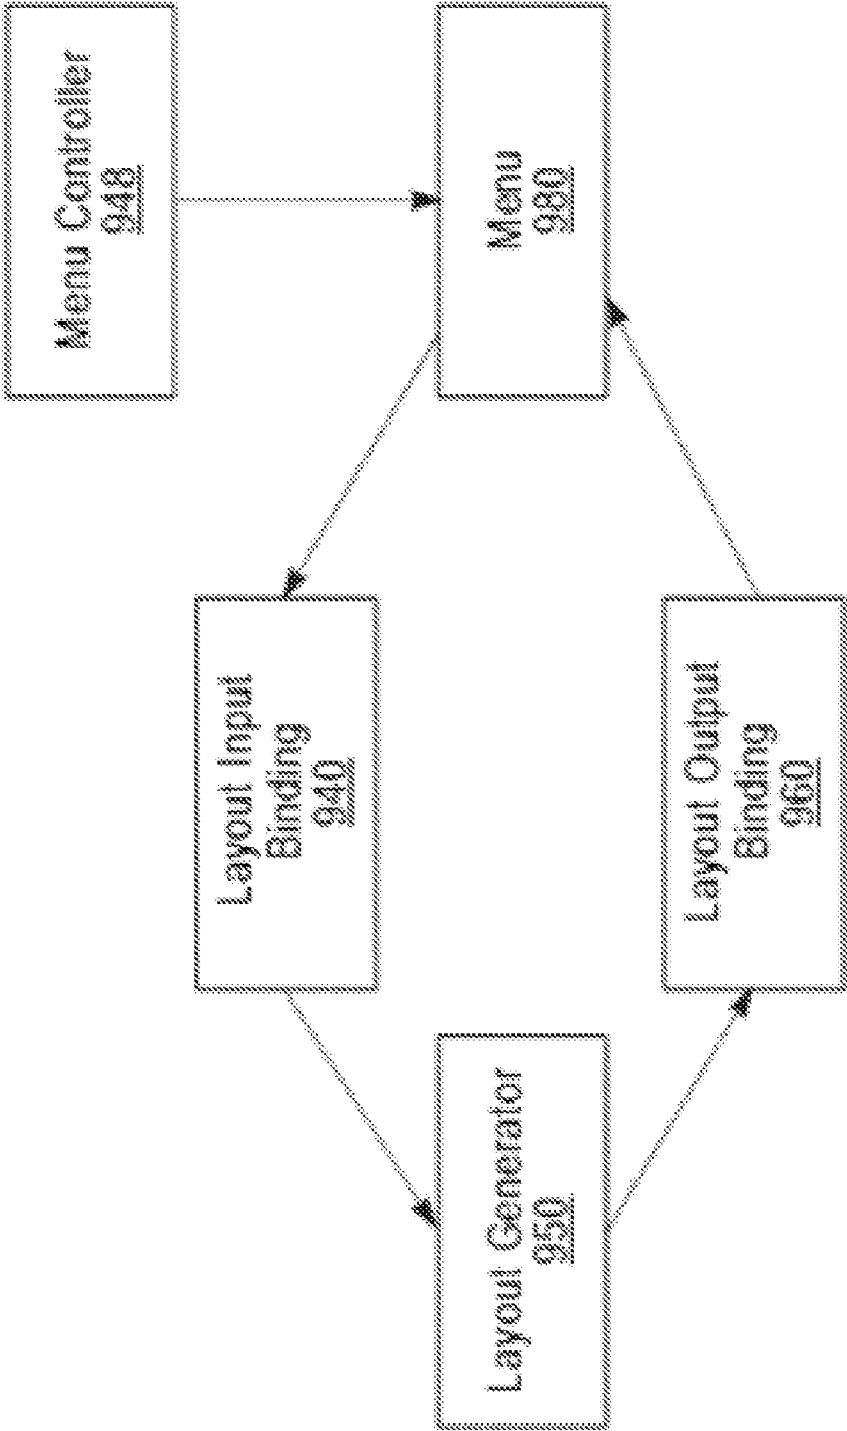 Menu Controller
948
Menu
980
Layout Input
Binding
940
Layout Output
Binding
960
Layout Generator
950